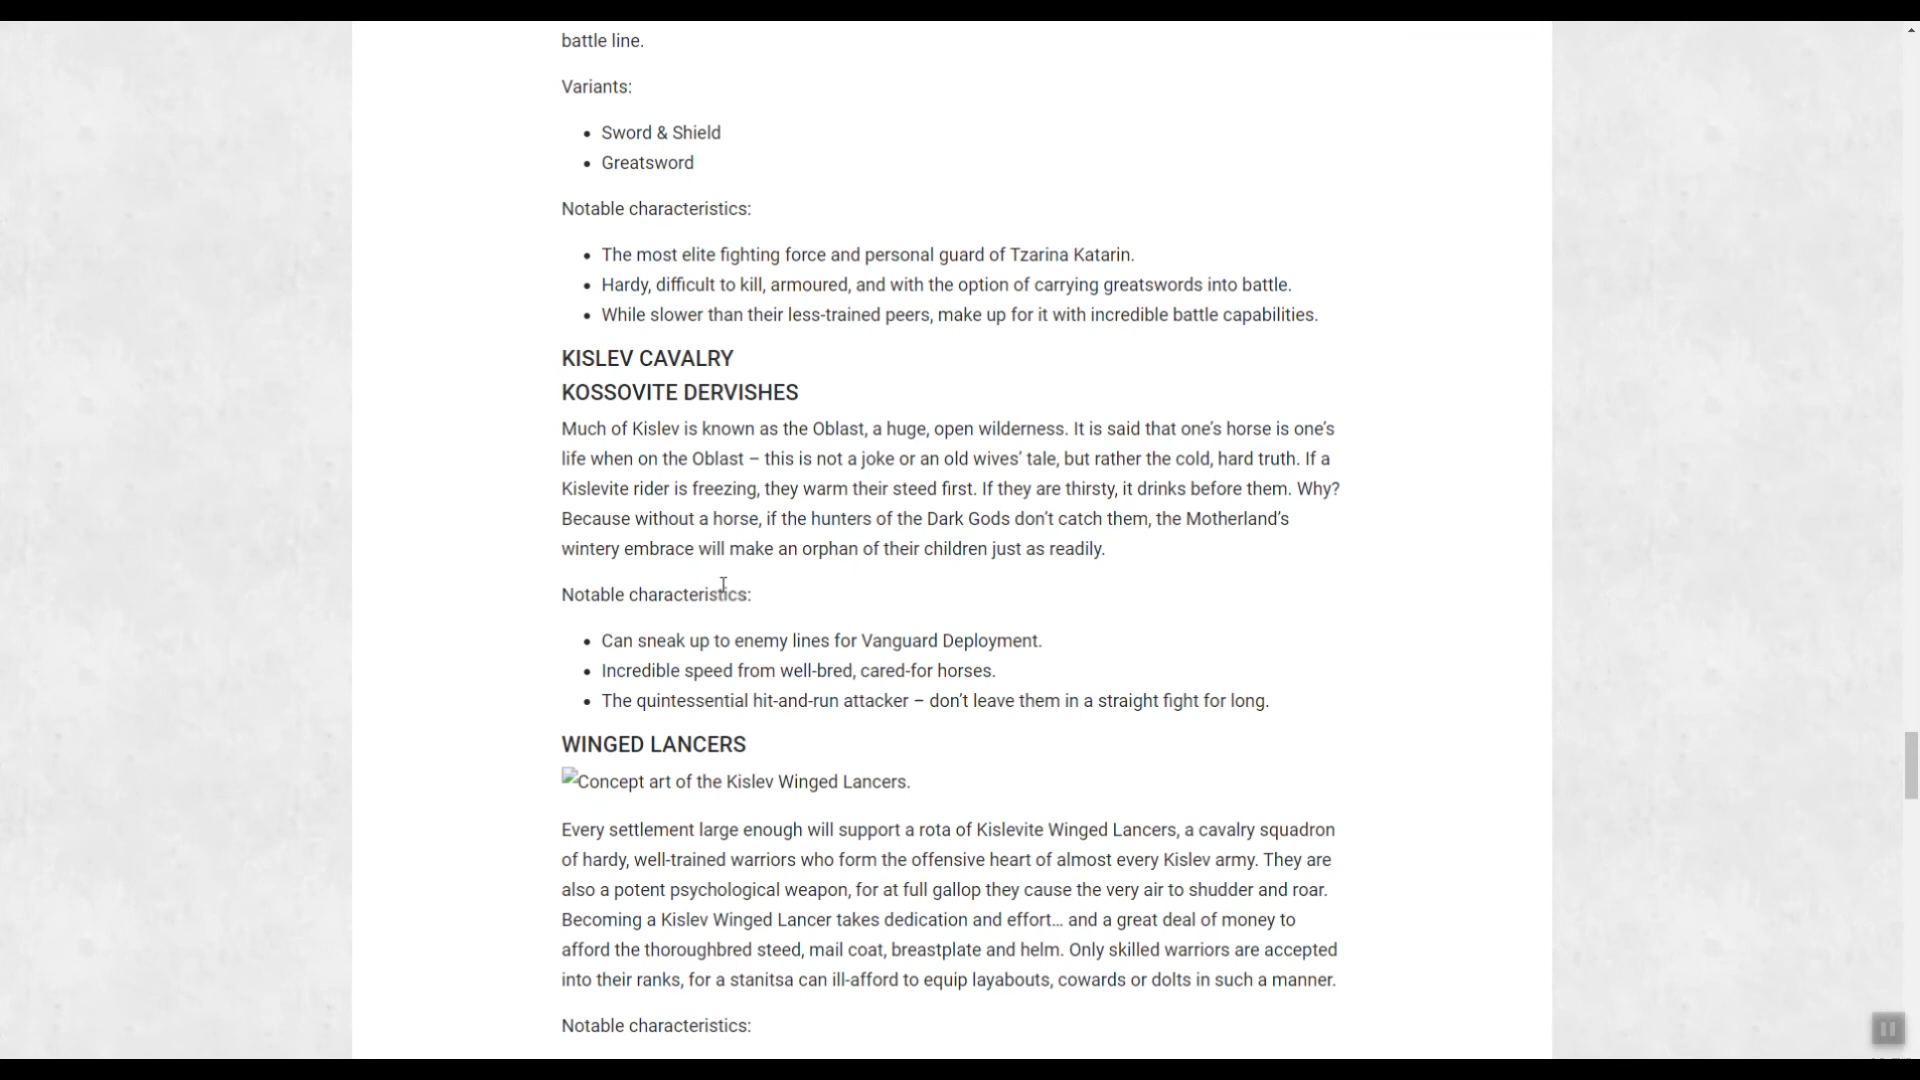 battle line.
Variants:
• Sword & Shield
• Greatsword
Notable characteristics:
• The most elite fighting force and personal guard of Tzarina Katarin.
• Hardy, difficult to kill, armoured, and with the option of carrying greatswords into battle.
• While slower than their less-trained peers, make up for it with incredible battle capabilities.
KISLEV CAVALRY
KOSSOVITE DERVISHES
Much of Kislev is known as the Oblast, a huge, open wilderness. It is said that one’s horse is one’s
life when on the Oblast – this is not a joke or an old wives’ tale, but rather the cold, hard truth. If a
Kislevite rider is freezing, they warm their steed first. If they are thirsty, it drinks before them. Why?
Because without a horse, if the hunters of the Dark Gods don’t catch them, the Motherland’s
wintery embrace will make an orphan of their children just as readily.
Notable characteristics:
• Can sneak up to enemy lines for Vanguard Deployment.
• Incredible speed from well-bred, cared-for horses.
• The quintessential hit-and-run attacker – don’t leave them in a straight fight for long.
WINGED LANCERS
Concept art of the Kislev Winged Lancers.
Every settlement large enough will support a rota of Kislevite Winged Lancers, a cavalry squadron
of hardy, well-trained warriors who form the offensive heart of almost every Kislev army. They are
also a potent psychological weapon, for at full gallop they cause the very air to shudder and roar.
Becoming a Kislev Winged Lancer takes dedication and effort… and a great deal of money to
afford the thoroughbred steed, mail coat, breastplate and helm. Only skilled warriors are accepted
into their ranks, for a stanitsa can ill-afford to equip layabouts, cowards or dolts in such a manner.
Notable characteristics: